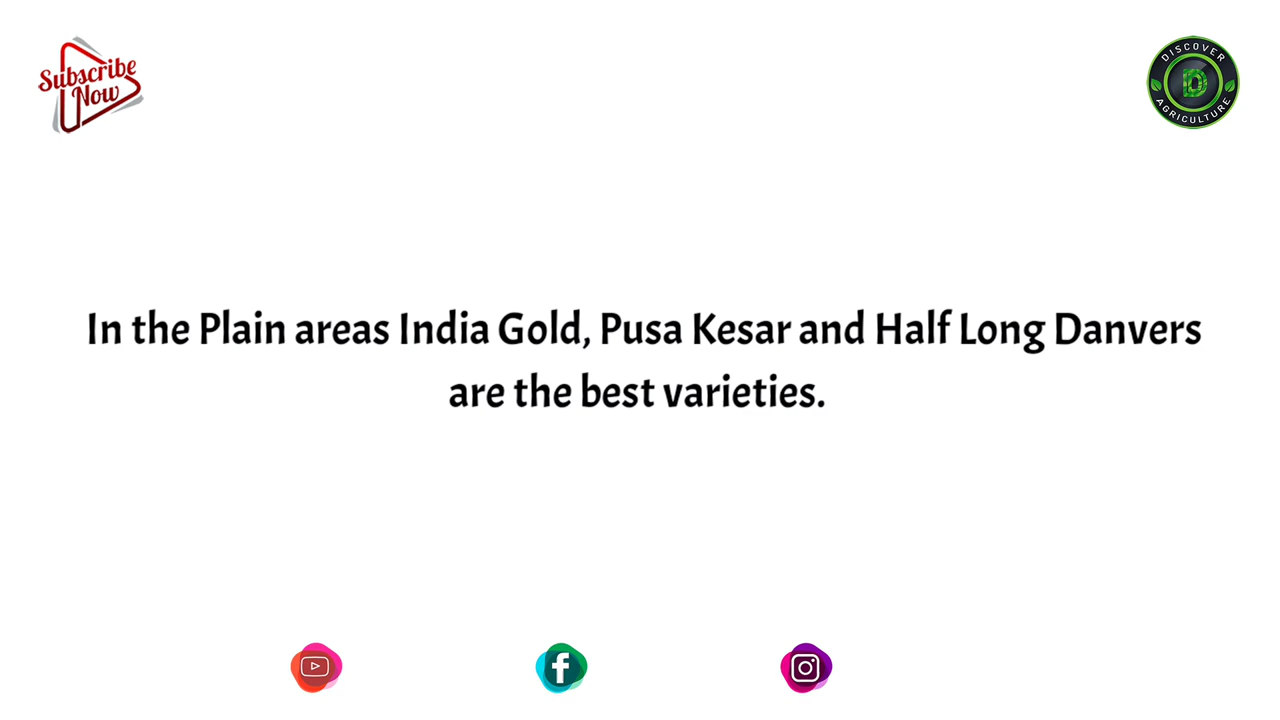 Subscribe
Now
DISCOVER
D
AGRICULTURE
In the Plain areas India Gold, Pusa Kesar and Half Long Danvers
are the best varieties.